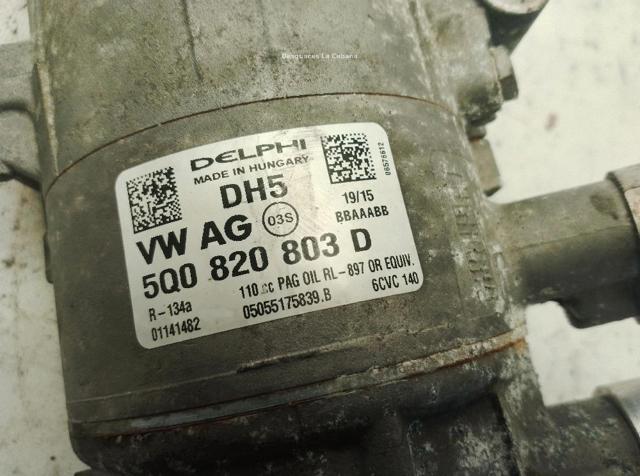 Desguaces La Cabana
DELPHI
MADE IN HUNGARY
DH5
19/15
BBAAABB
VW AG 03S
5Q0 820 803 D
110 cc PAG OIL RL-897 OR EQUIV.
R-134a
05055175839.B
6CVC 140
01141482